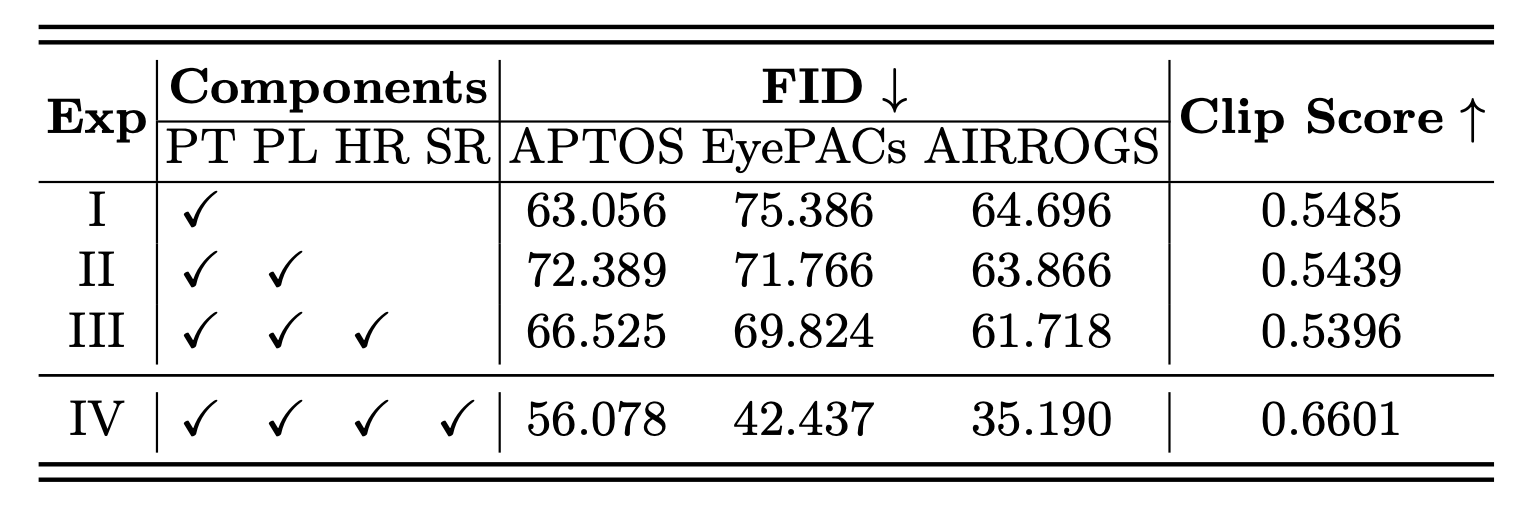 Exp Components FID ↓ Clip Score ↑
PT PL HR SR APTOS EyePACs AIRROGS
I ✓ 63.056 75.386 64.696 0.5485
II ✓ ✓ 72.389 71.766 63.866 0.5439
III ✓ ✓ ✓ 66.525 69.824 61.718 0.5396
IV ✓ ✓ ✓ ✓ 56.078 42.437 35.190 0.6601